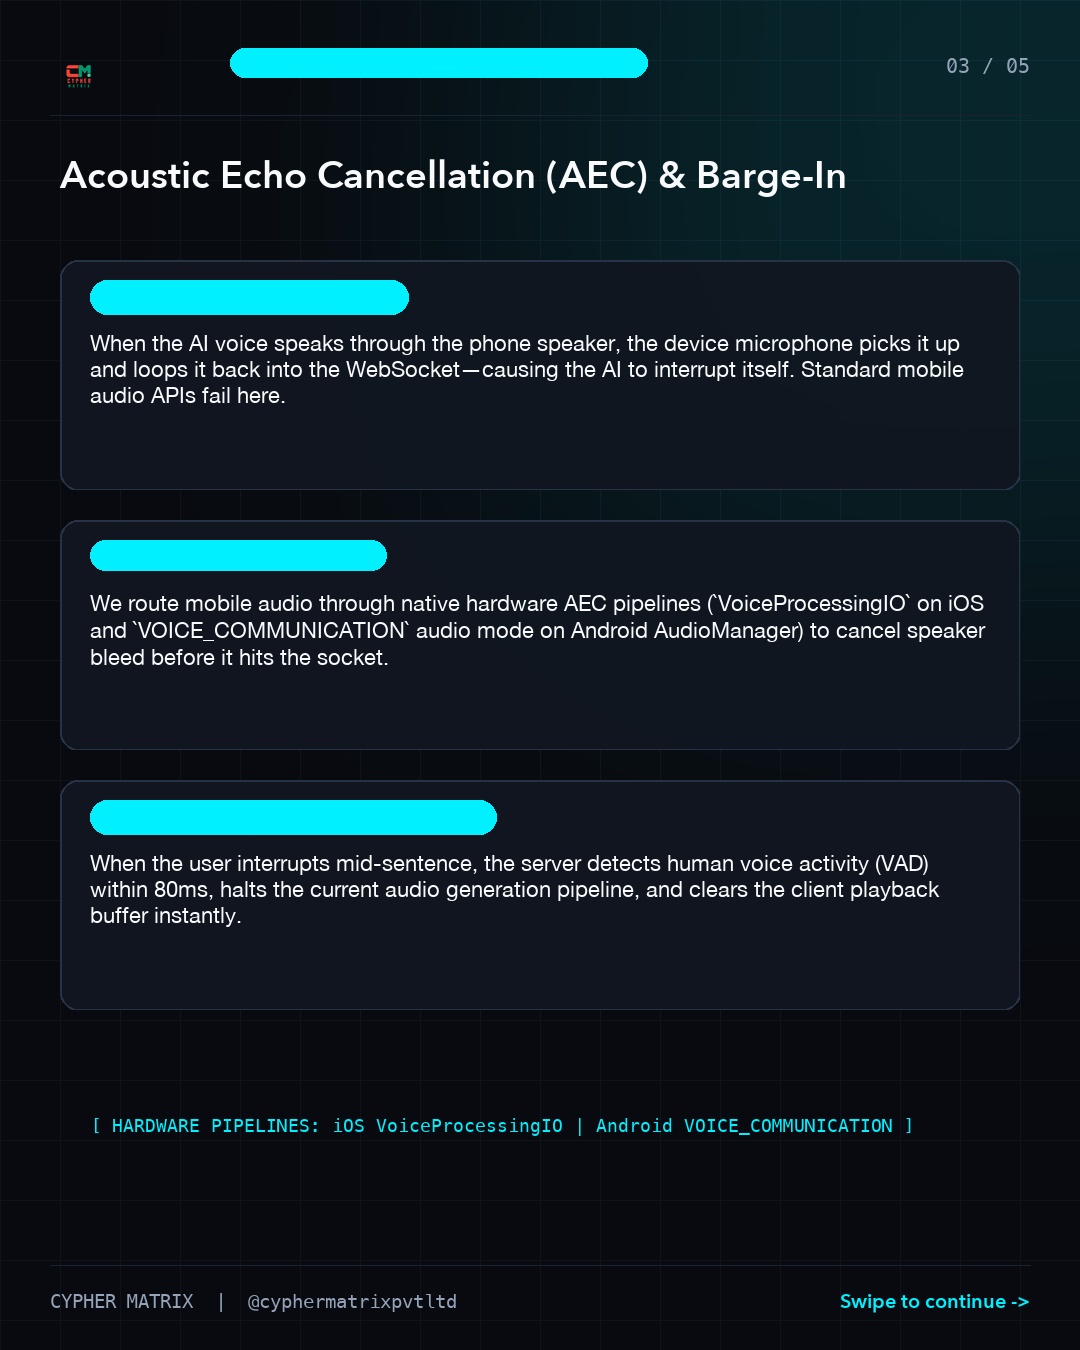 CM
CYPHER
MATRIX
03 / 05
Acoustic Echo Cancellation (AEC) & Barge-In
When the AI voice speaks through the phone speaker, the device microphone picks it up
and loops it back into the WebSocket—causing the AI to interrupt itself. Standard mobile
audio APIs fail here.
We route mobile audio through native hardware AEC pipelines (`VoiceProcessingIO` on iOS
and `VOICE_COMMUNICATION` audio mode on Android AudioManager) to cancel speaker
bleed before it hits the socket.
When the user interrupts mid-sentence, the server detects human voice activity (VAD)
within 80ms, halts the current audio generation pipeline, and clears the client playback
buffer instantly.
[ HARDWARE PIPELINES: iOS VoiceProcessingIO | Android VOICE_COMMUNICATION ]
CYPHER MATRIX | @cyphermatrixpvtltd
Swipe to continue ->